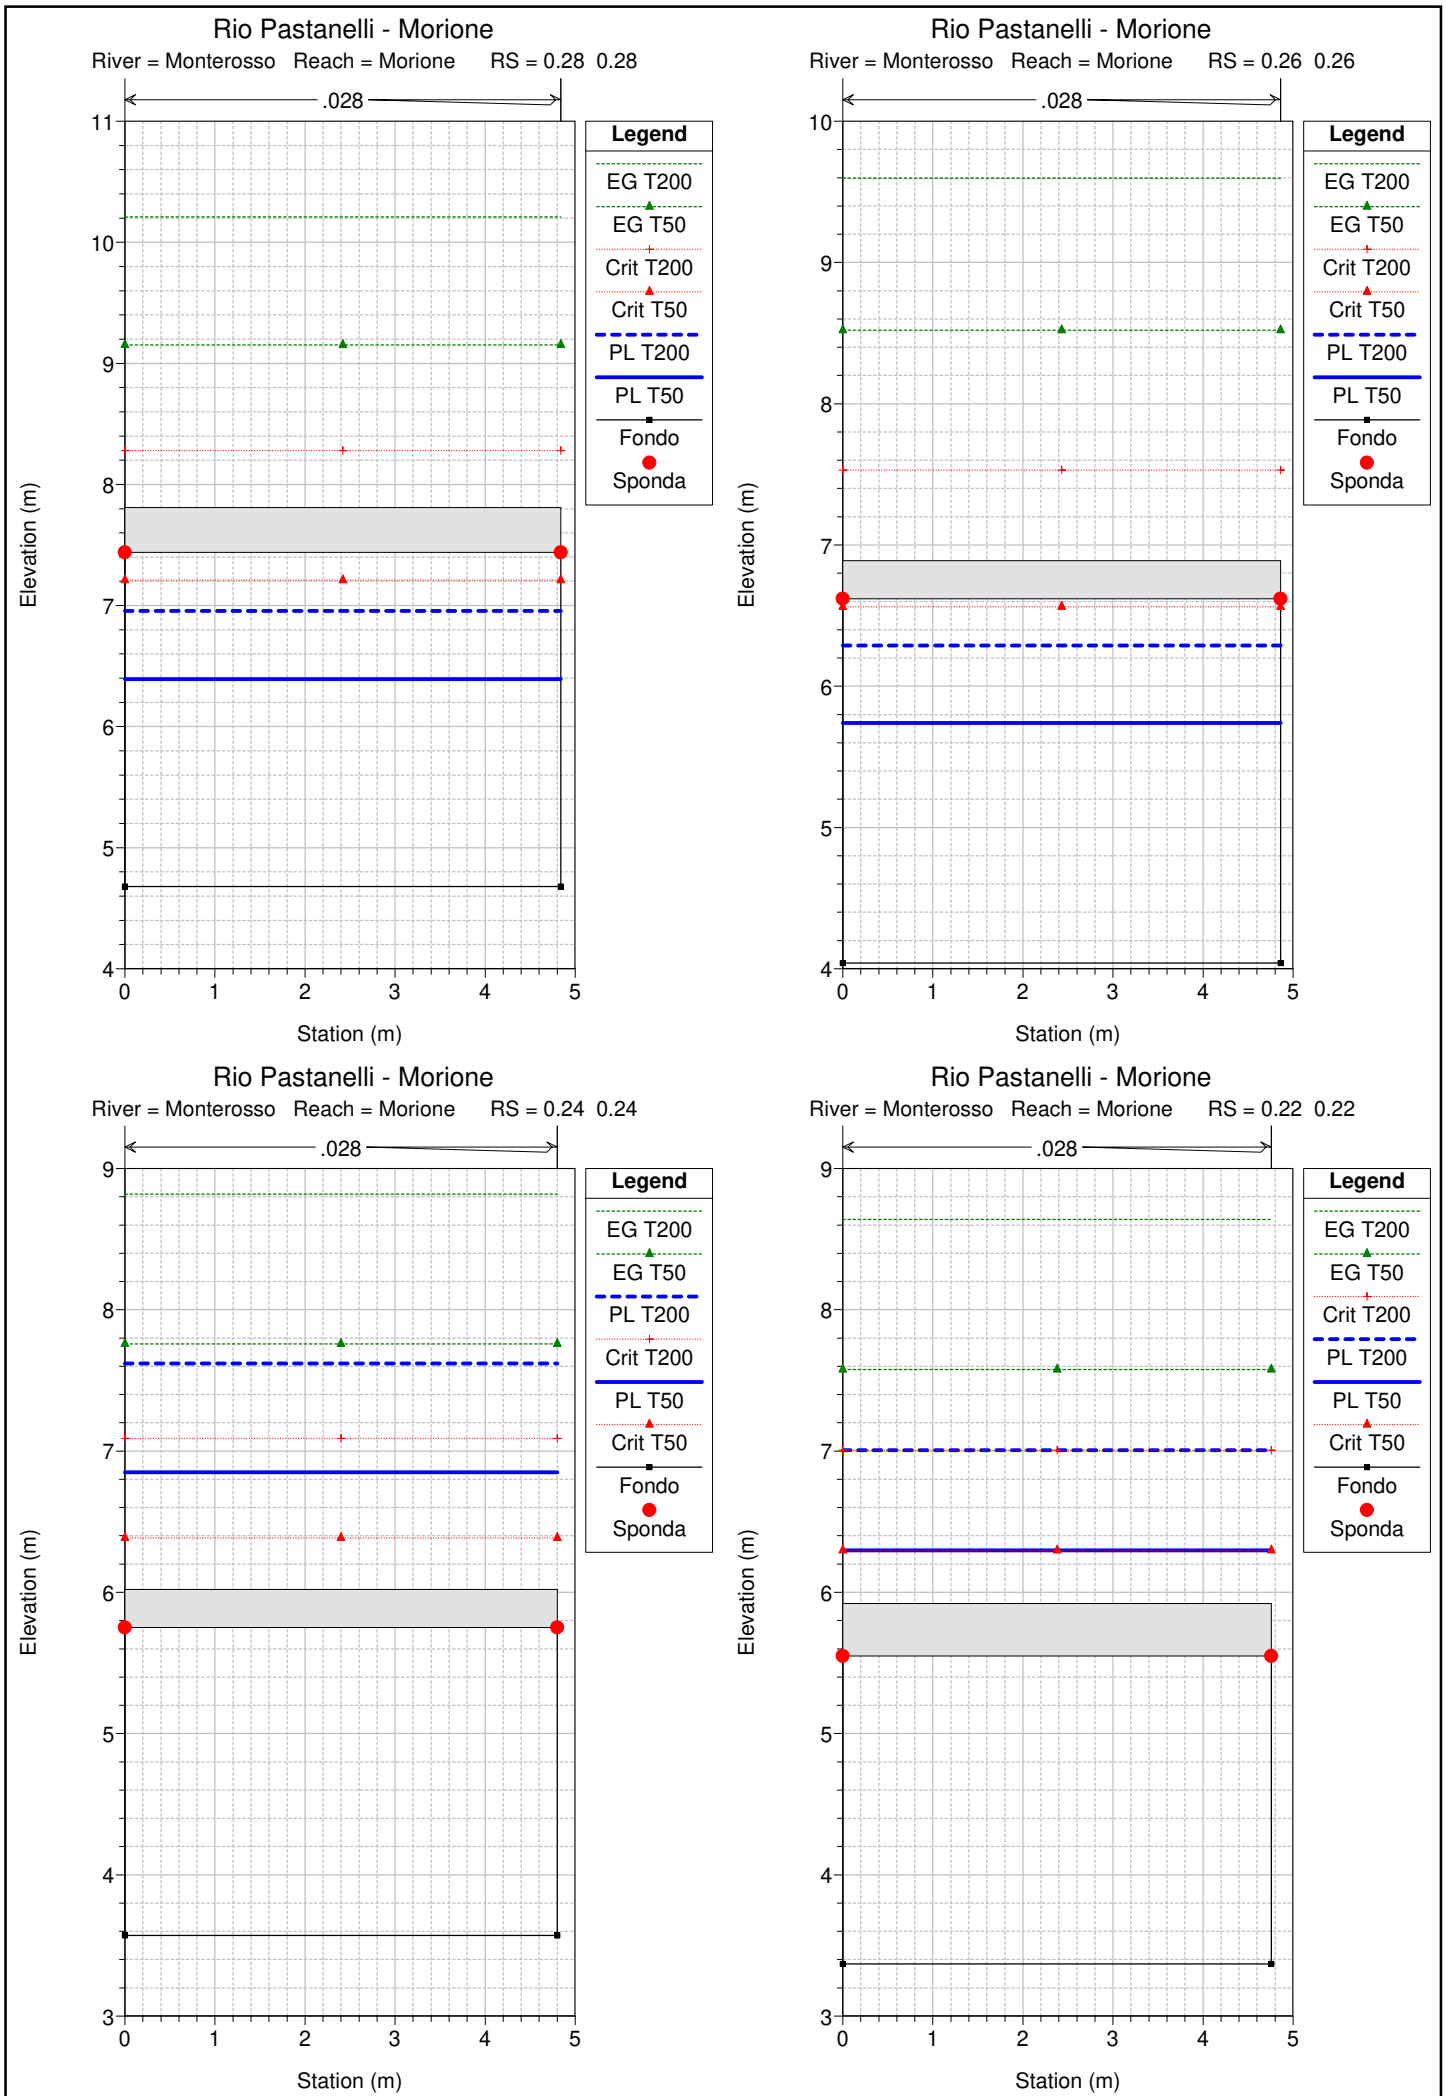 Rio Pastanelli - Morione
River = Monterosso Reach = Morione RS = 0.28 0.28
.028
11
10
9
8
7
6
5
4
0 1 2 3 4 5
Station (m)
Elevation (m)
Legend
EG T200
EG T50
Crit T200
Crit T50
PL T200
PL T50
Fondo
Sponda
Rio Pastanelli - Morione
River = Monterosso Reach = Morione RS = 0.26 0.26
.028
10
9
8
7
6
5
4
0 1 2 3 4 5
Station (m)
Elevation (m)
Legend
EG T200
EG T50
Crit T200
Crit T50
PL T200
PL T50
Fondo
Sponda
Rio Pastanelli - Morione
River = Monterosso Reach = Morione RS = 0.24 0.24
.028
9
8
7
6
5
4
3
0 1 2 3 4 5
Station (m)
Elevation (m)
Legend
EG T200
EG T50
PL T200
Crit T200
PL T50
Crit T50
Fondo
Sponda
Rio Pastanelli - Morione
River = Monterosso Reach = Morione RS = 0.22 0.22
.028
9
8
7
6
5
4
3
0 1 2 3 4 5
Station (m)
Elevation (m)
Legend
EG T200
EG T50
Crit T200
PL T200
PL T50
Crit T50
Fondo
Sponda